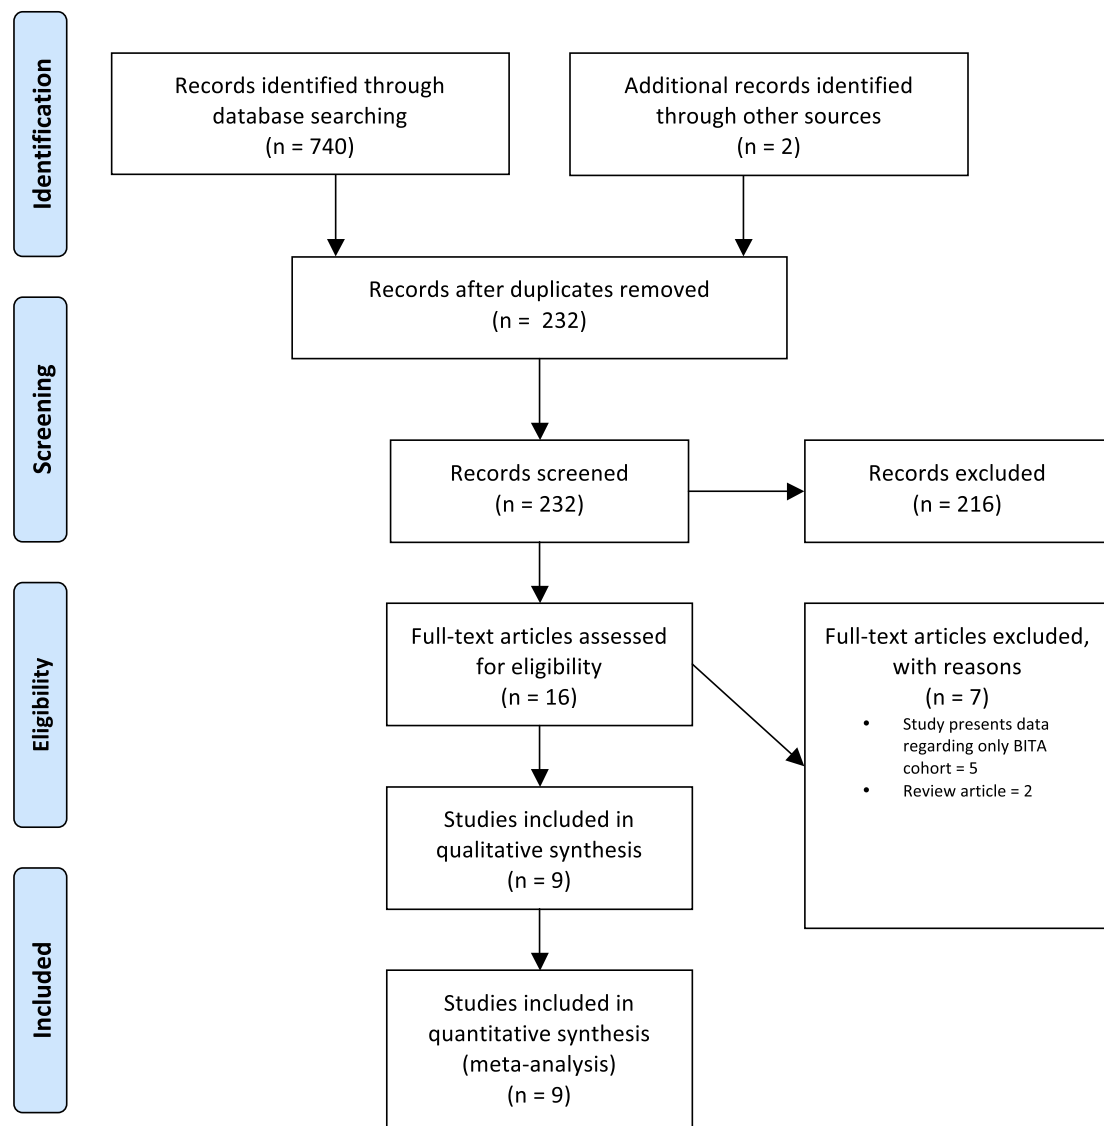 Identification
Records identified through
database searching
(n = 740)
Additional records identified
through other sources
(n = 2)
Records after duplicates removed
(n =  232)
Screening
Records screened
(n = 232)
Records excluded
(n = 216)
Eligibility
Full-text articles assessed
for eligibility
(n = 16)
Full-text articles excluded,
with reasons
(n = 7)
• Study presents data
regarding only BITA
cohort = 5
• Review article = 2
Studies included in
qualitative synthesis
(n = 9)
Included
Studies included in
quantitative synthesis
(meta-analysis)
(n = 9)